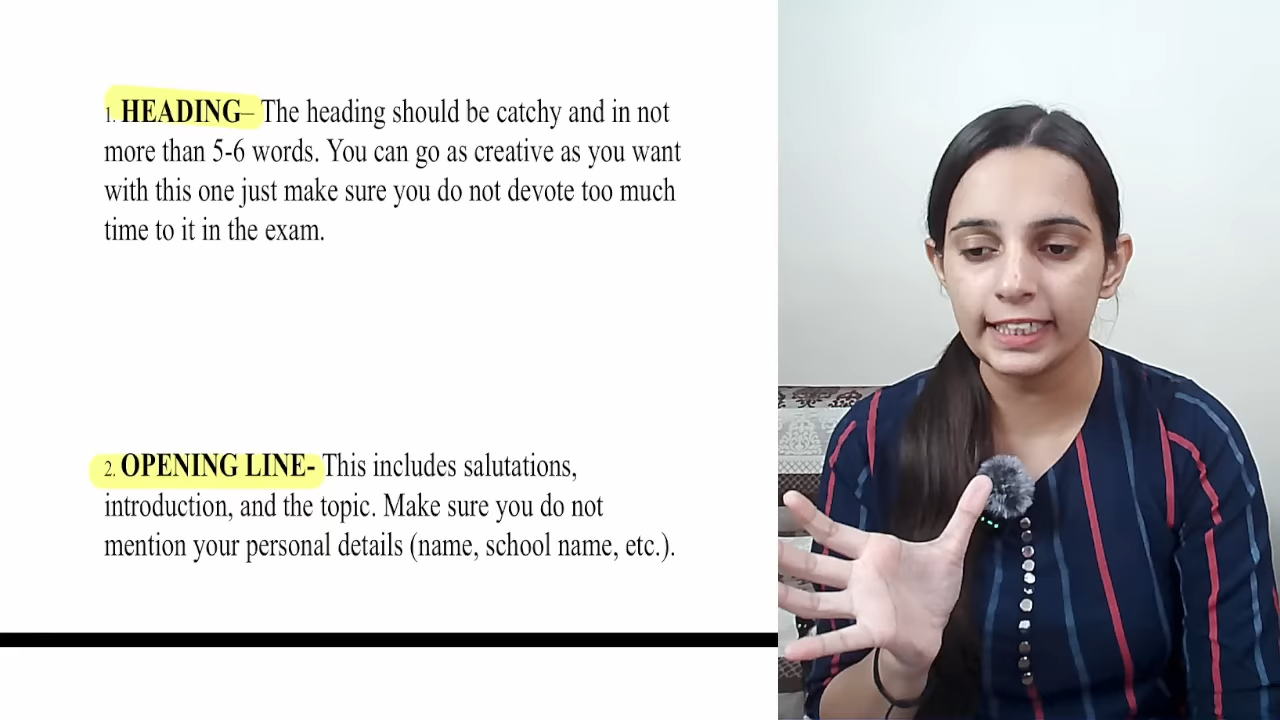 1. HEADING– The heading should be catchy and in not
more than 5-6 words. You can go as creative as you want
with this one just make sure you do not devote too much
time to it in the exam.
2. OPENING LINE- This includes salutations,
introduction, and the topic. Make sure you do not
mention your personal details (name, school name, etc.).